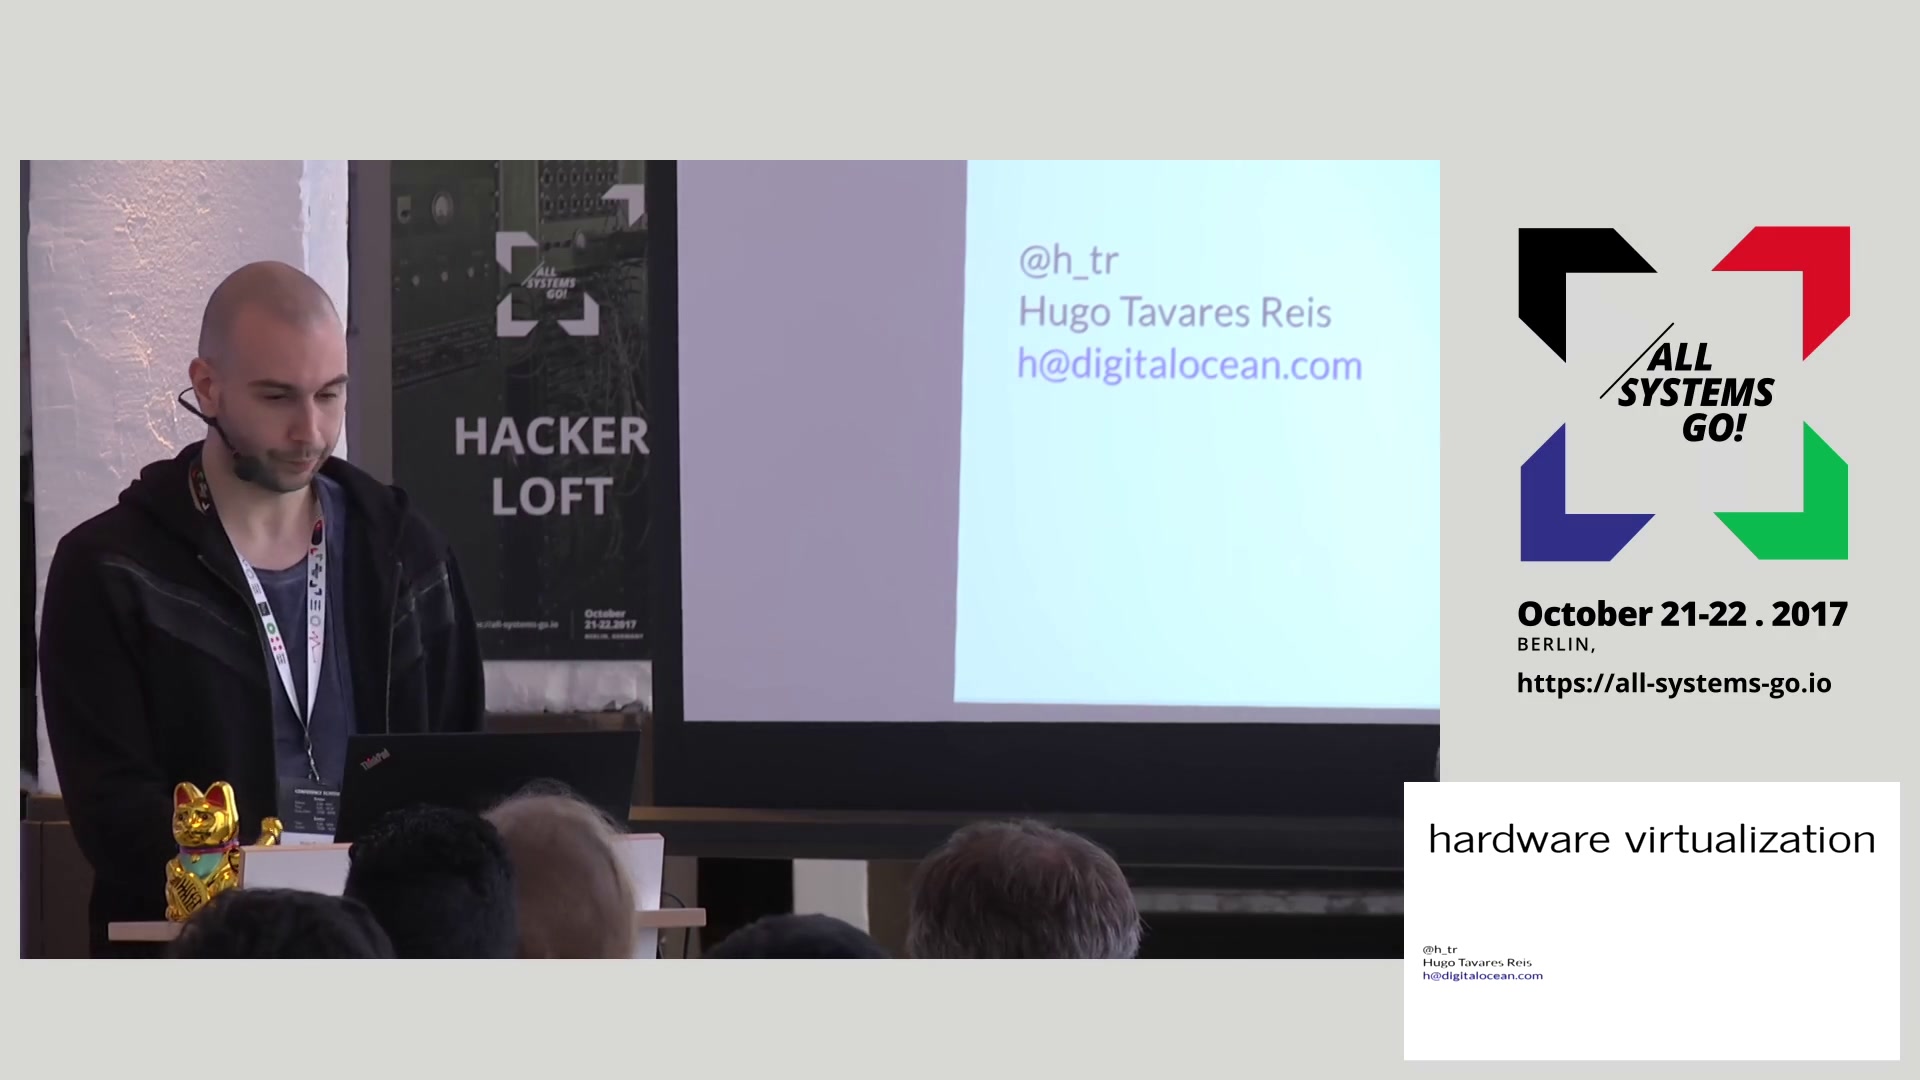 ALL
SYSTEMS
GO!
HACKER
LOFT
October
21-22.2017
BERLIN, GERMANY
all-systems-go.io
@h_tr
Hugo Tavares Reis
h@digitalocean.com
ThinkPad
ALL
SYSTEMS
GO!
October 21-22 . 2017
BERLIN,
https://all-systems-go.io
hardware virtualization
@h_tr
Hugo Tavares Reis
h@digitalocean.com